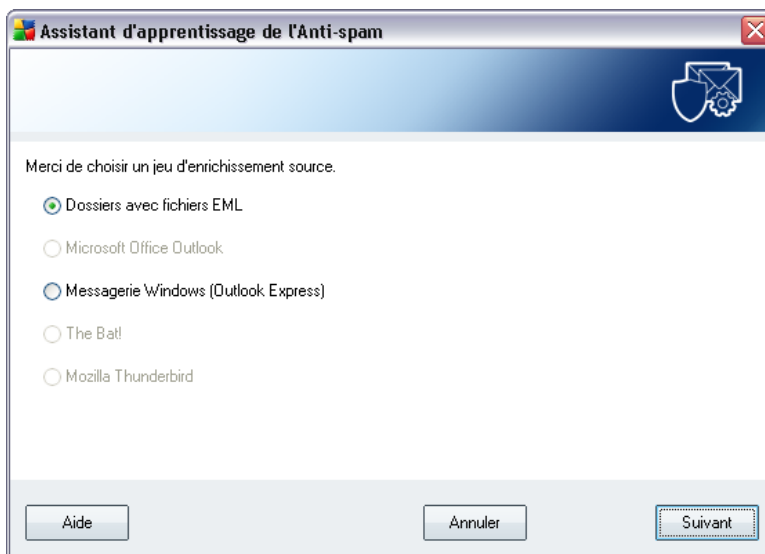 Assistant d'apprentissage de l'Anti-spam
Merci de choisir un jeu d'enrichissement source.
Dossiers avec fichiers EML
Microsoft Office Outlook
Messagerie Windows (Outlook Express)
The Bat!
Mozilla Thunderbird
Aide
Annuler
Suivant